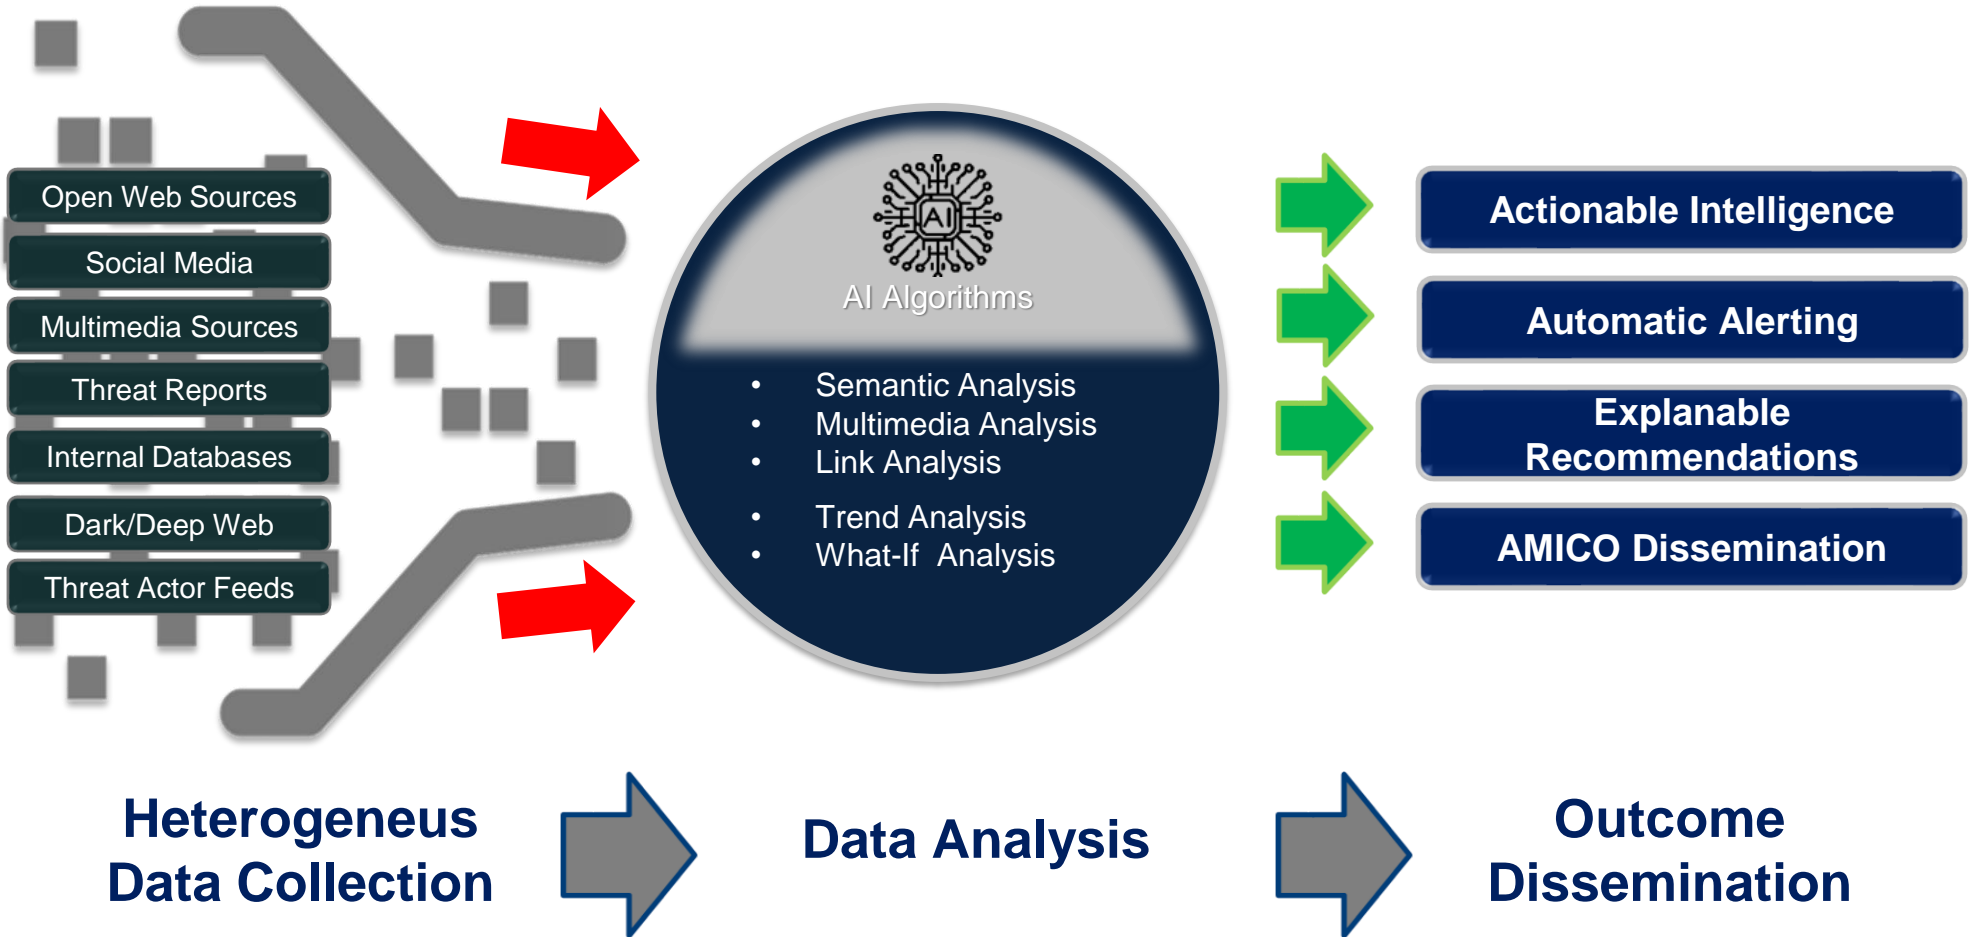 Open Web Sources
Social Media
Multimedia Sources
Threat Reports
Internal Databases
Dark/Deep Web
Threat Actor Feeds
AI
AI Algorithms
• Semantic Analysis
• Multimedia Analysis
• Link Analysis
• Trend Analysis
• What-If Analysis
Actionable Intelligence
Automatic Alerting
Explanable
Recommendations
AMICO Dissemination
Heterogeneus
Data Collection
Data Analysis
Outcome
Dissemination